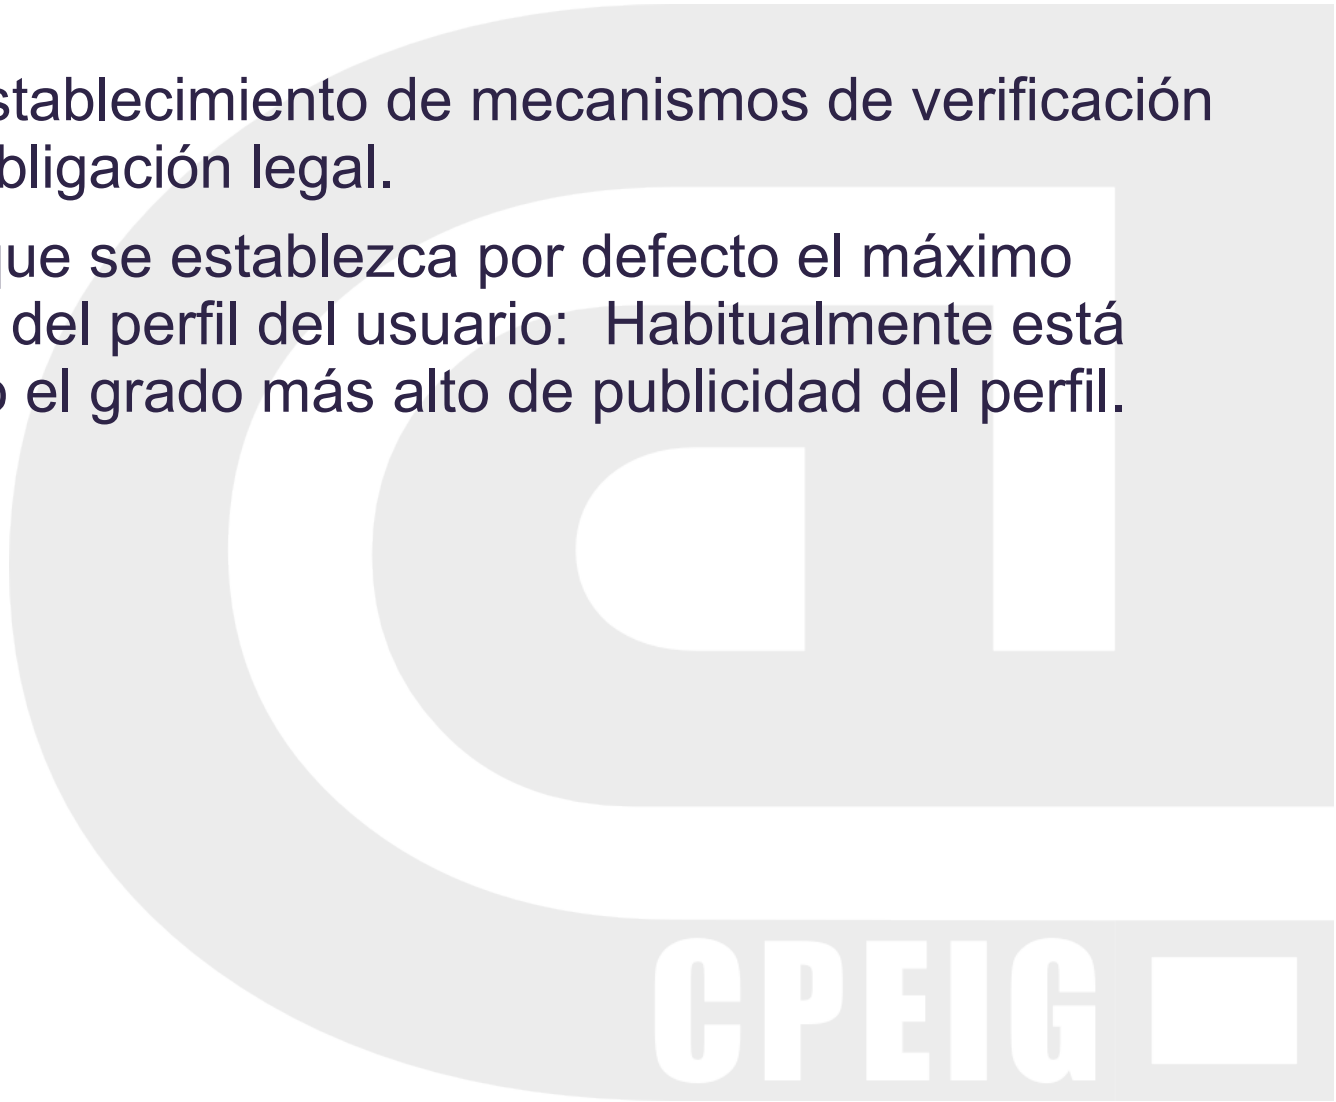 stablecimiento de mecanismos de verificación
bligación legal.
que se establezca por defecto el máximo
del perfil del usuario: Habitualmente está
o el grado más alto de publicidad del perfil.
CPEIG